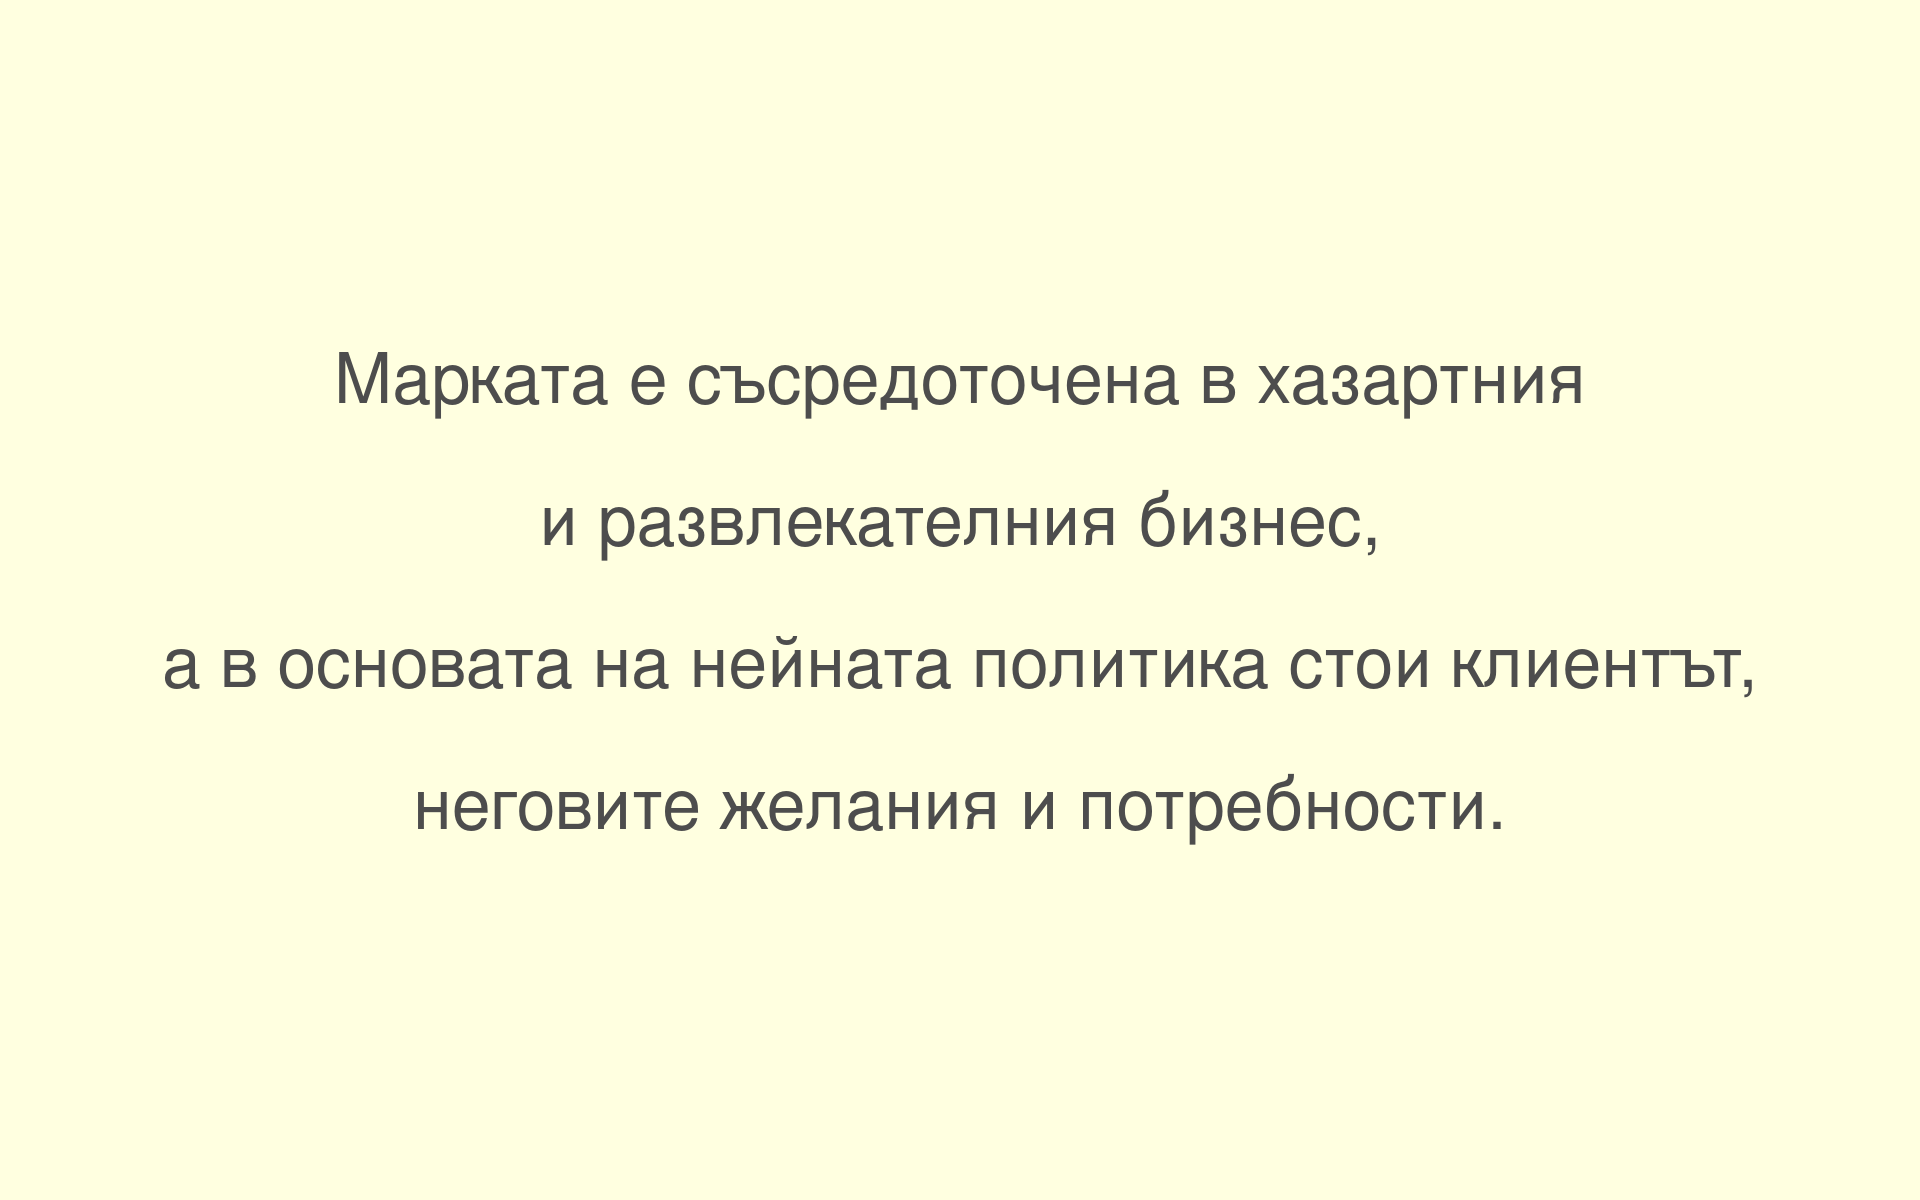 Марката е съсредоточена в хазартния
и развлекателния бизнес,
а в основата на нейната политика стои клиентът,
неговите желания и потребности.